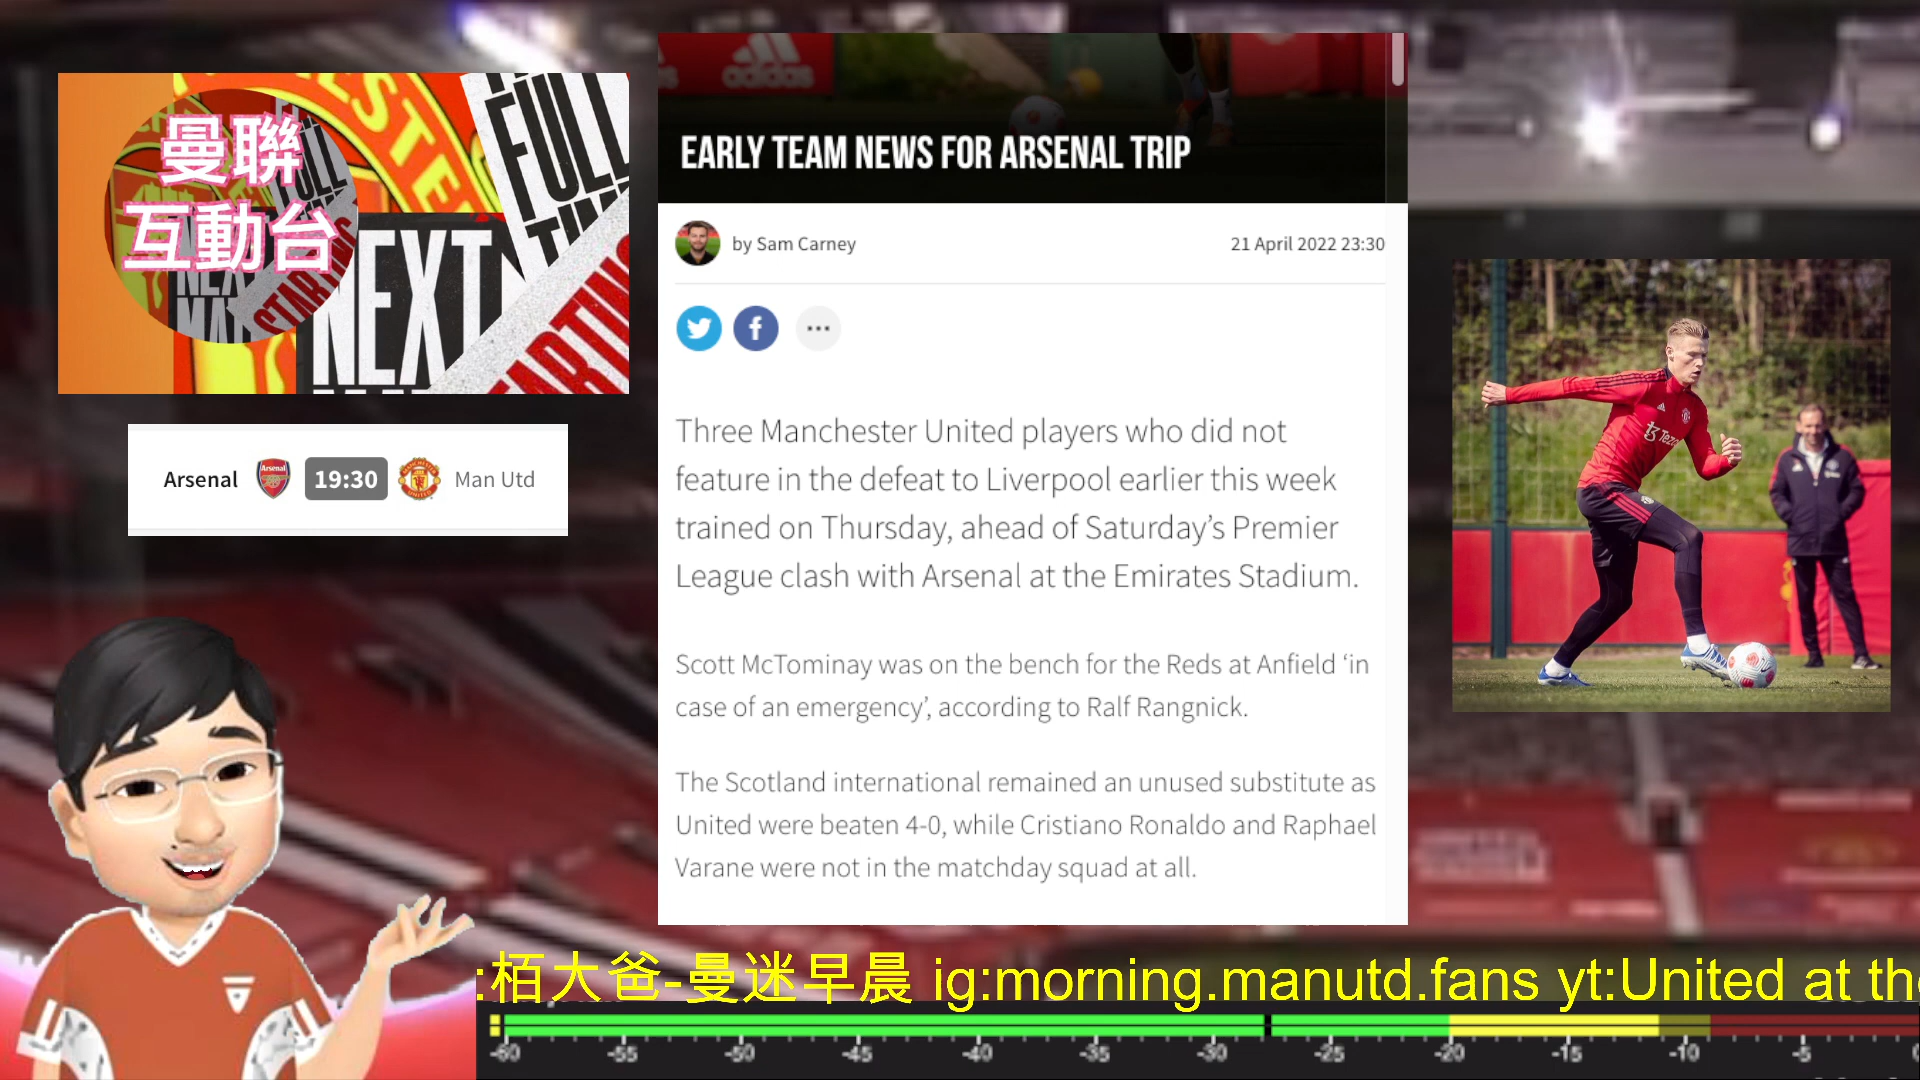 曼聯
互動台
FULL
NEXT
adidas
EARLY TEAM NEWS FOR ARSENAL TRIP
by Sam Carney
21 April 2022 23:30
Three Manchester United players who did not
feature in the defeat to Liverpool earlier this week
trained on Thursday, ahead of Saturday’s Premier
League clash with Arsenal at the Emirates Stadium.
Scott McTominay was on the bench for the Reds at Anfield ‘in
case of an emergency’, according to Ralf Rangnick.
The Scotland international remained an unused substitute as
United were beaten 4-0, while Cristiano Ronaldo and Raphael
Varane were not in the matchday squad at all.
Arsenal 19:30 Man Utd
:栢大爸-曼迷早晨 ig:morning.manutd.fans yt:United at the
-60 -55 -50 -45 -40 -35 -30 -25 -20 -15 -10 -5